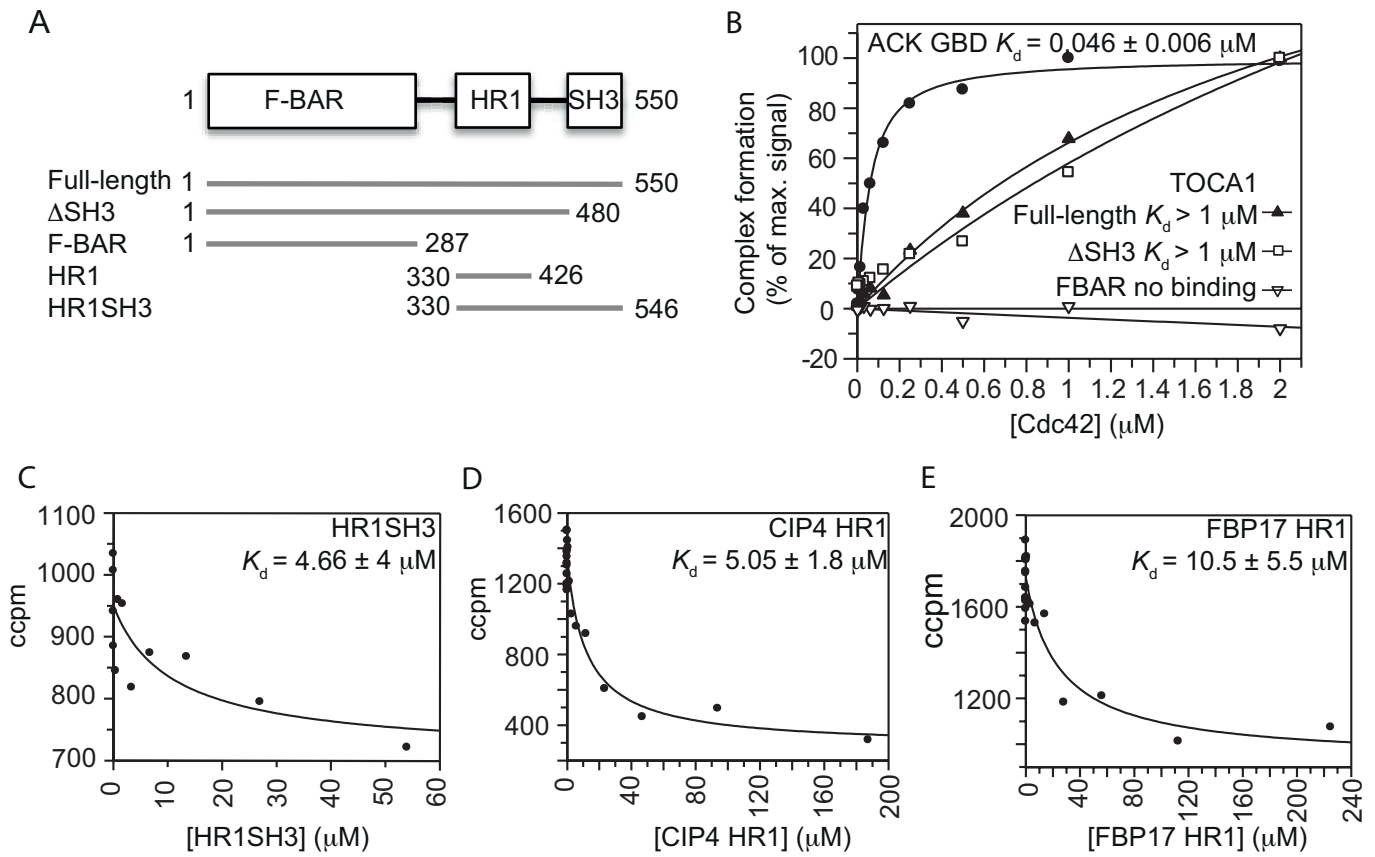 A
1 F-BAR HR1 SH3 550
Full-length 1 550
ΔSH3 1 480
F-BAR 1 287
HR1 330 426
HR1SH3 330 546
B
ACK GBD Kd = 0.046 ± 0.006 μM
Complex formation
(% of max. signal)
100
80
60
40
20
0
-20
TOCA1
Full-length Kd > 1 μM
ΔSH3 Kd > 1 μM
FBAR no binding
0 0.2 0.4 0.6 0.8 1 1.2 1.4 1.6 1.8 2
[Cdc42] (μM)
C
HR1SH3
Kd = 4.66 ± 4 μM
ccpm
1100
1000
900
800
700
0 10 20 30 40 50 60
[HR1SH3] (μM)
D
CIP4 HR1
Kd = 5.05 ± 1.8 μM
ccpm
1600
1200
800
400
0 40 80 120 160 200
[CIP4 HR1] (μM)
E
FBP17 HR1
Kd = 10.5 ± 5.5 μM
ccpm
2000
1600
1200
0 40 80 120 160 200 240
[FBP17 HR1] (μM)